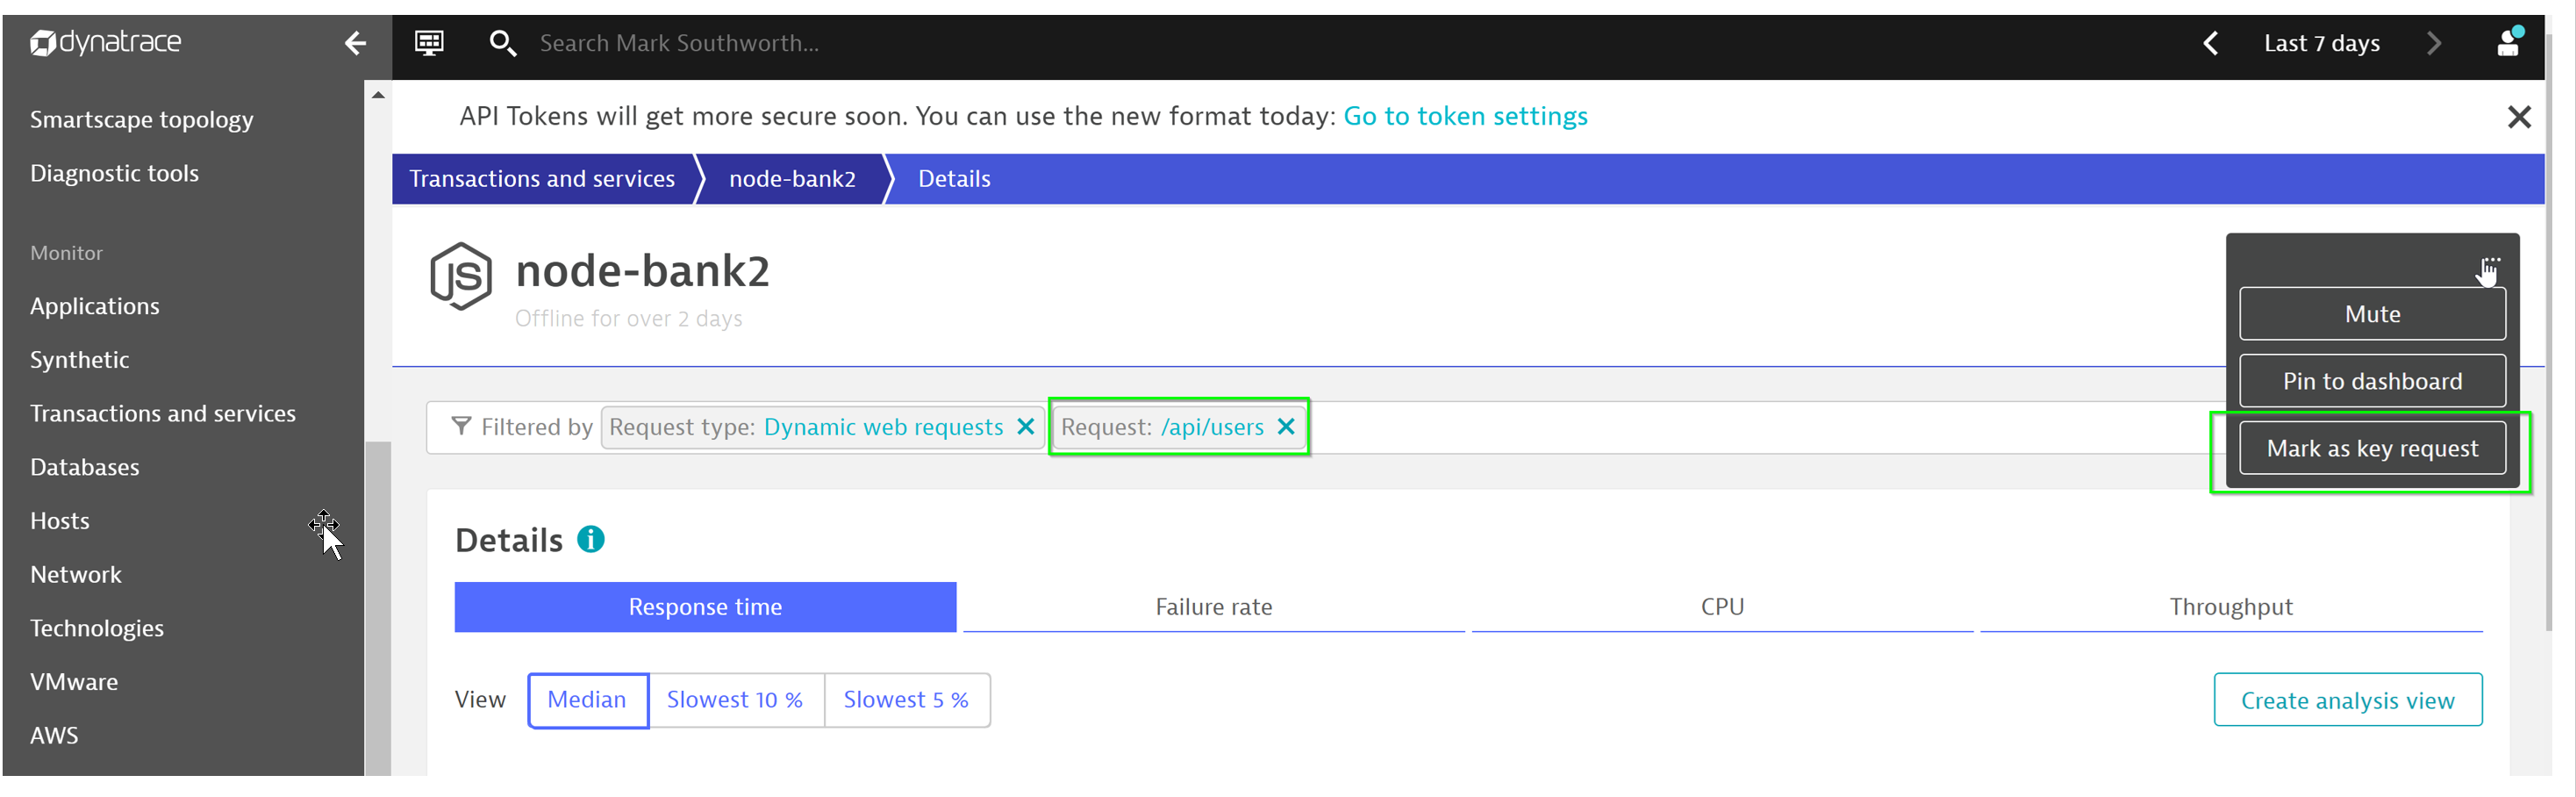 dynatrace
Search Mark Southworth...
Last 7 days
Smartscape topology
Diagnostic tools
Monitor
Applications
Synthetic
Transactions and services
Databases
Hosts
Network
Technologies
VMware
AWS
API Tokens will get more secure soon. You can use the new format today: Go to token settings
Transactions and services node-bank2 Details
JS
node-bank2
Offline for over 2 days
...
Mute
Pin to dashboard
Mark as key request
Filtered by Request type: Dynamic web requests Request: /api/users
Details
Response time Failure rate CPU Throughput
View Median Slowest 10 % Slowest 5 % Create analysis view